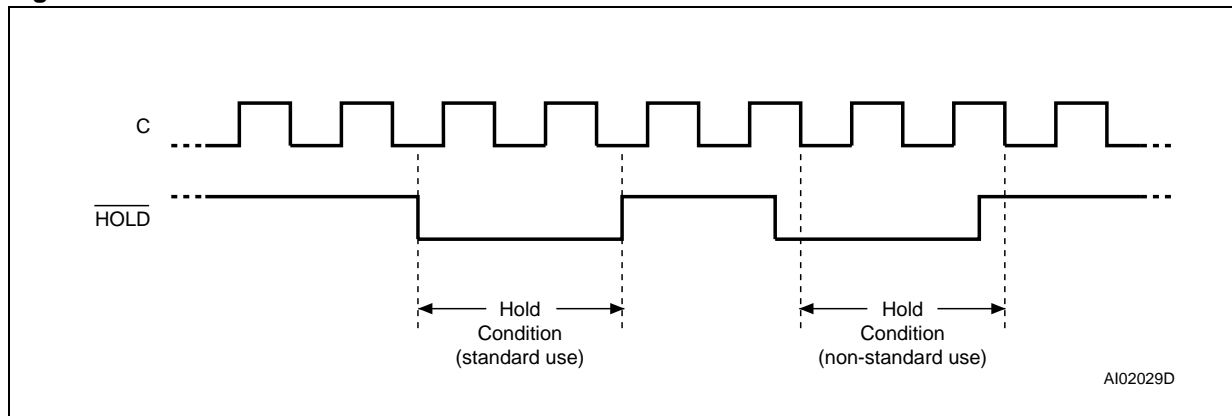 C
HOLD
Hold
Condition
(standard use)
Hold
Condition
(non-standard use)
AI02029D